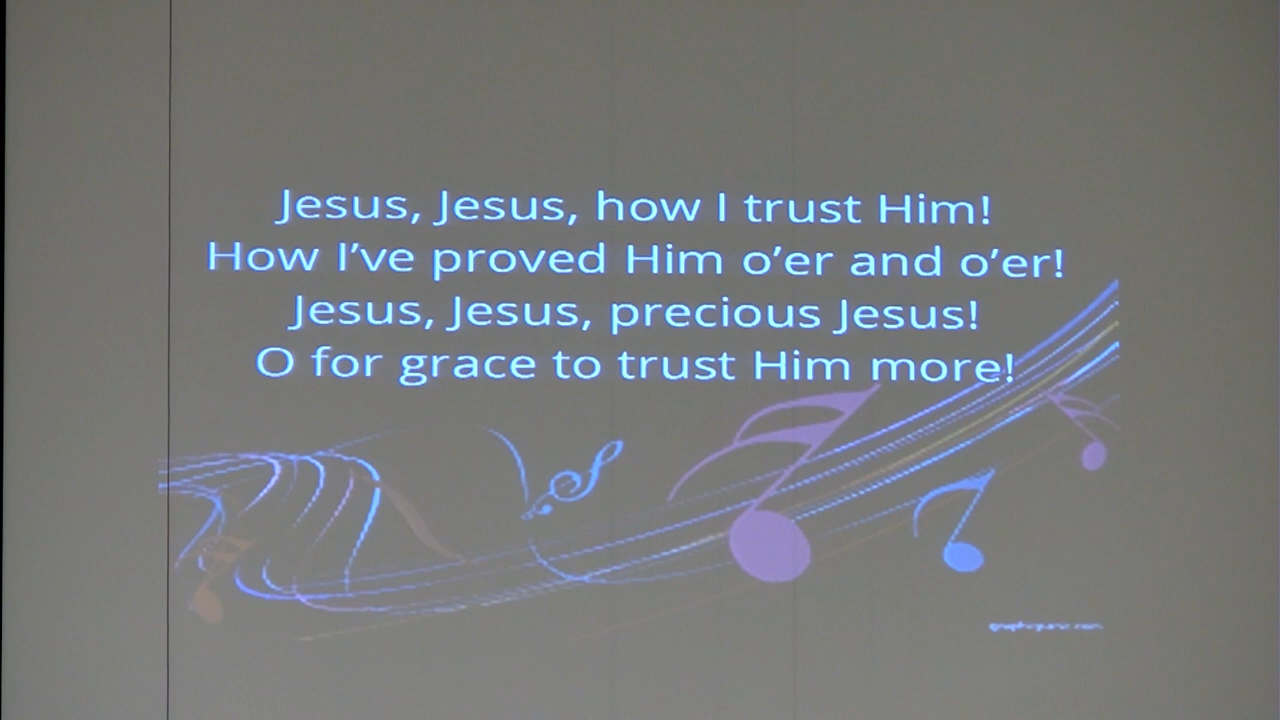 Jesus, Jesus, how I trust Him!
How I’ve proved Him o’er and o’er!
Jesus, Jesus, precious Jesus!
O for grace to trust Him more!